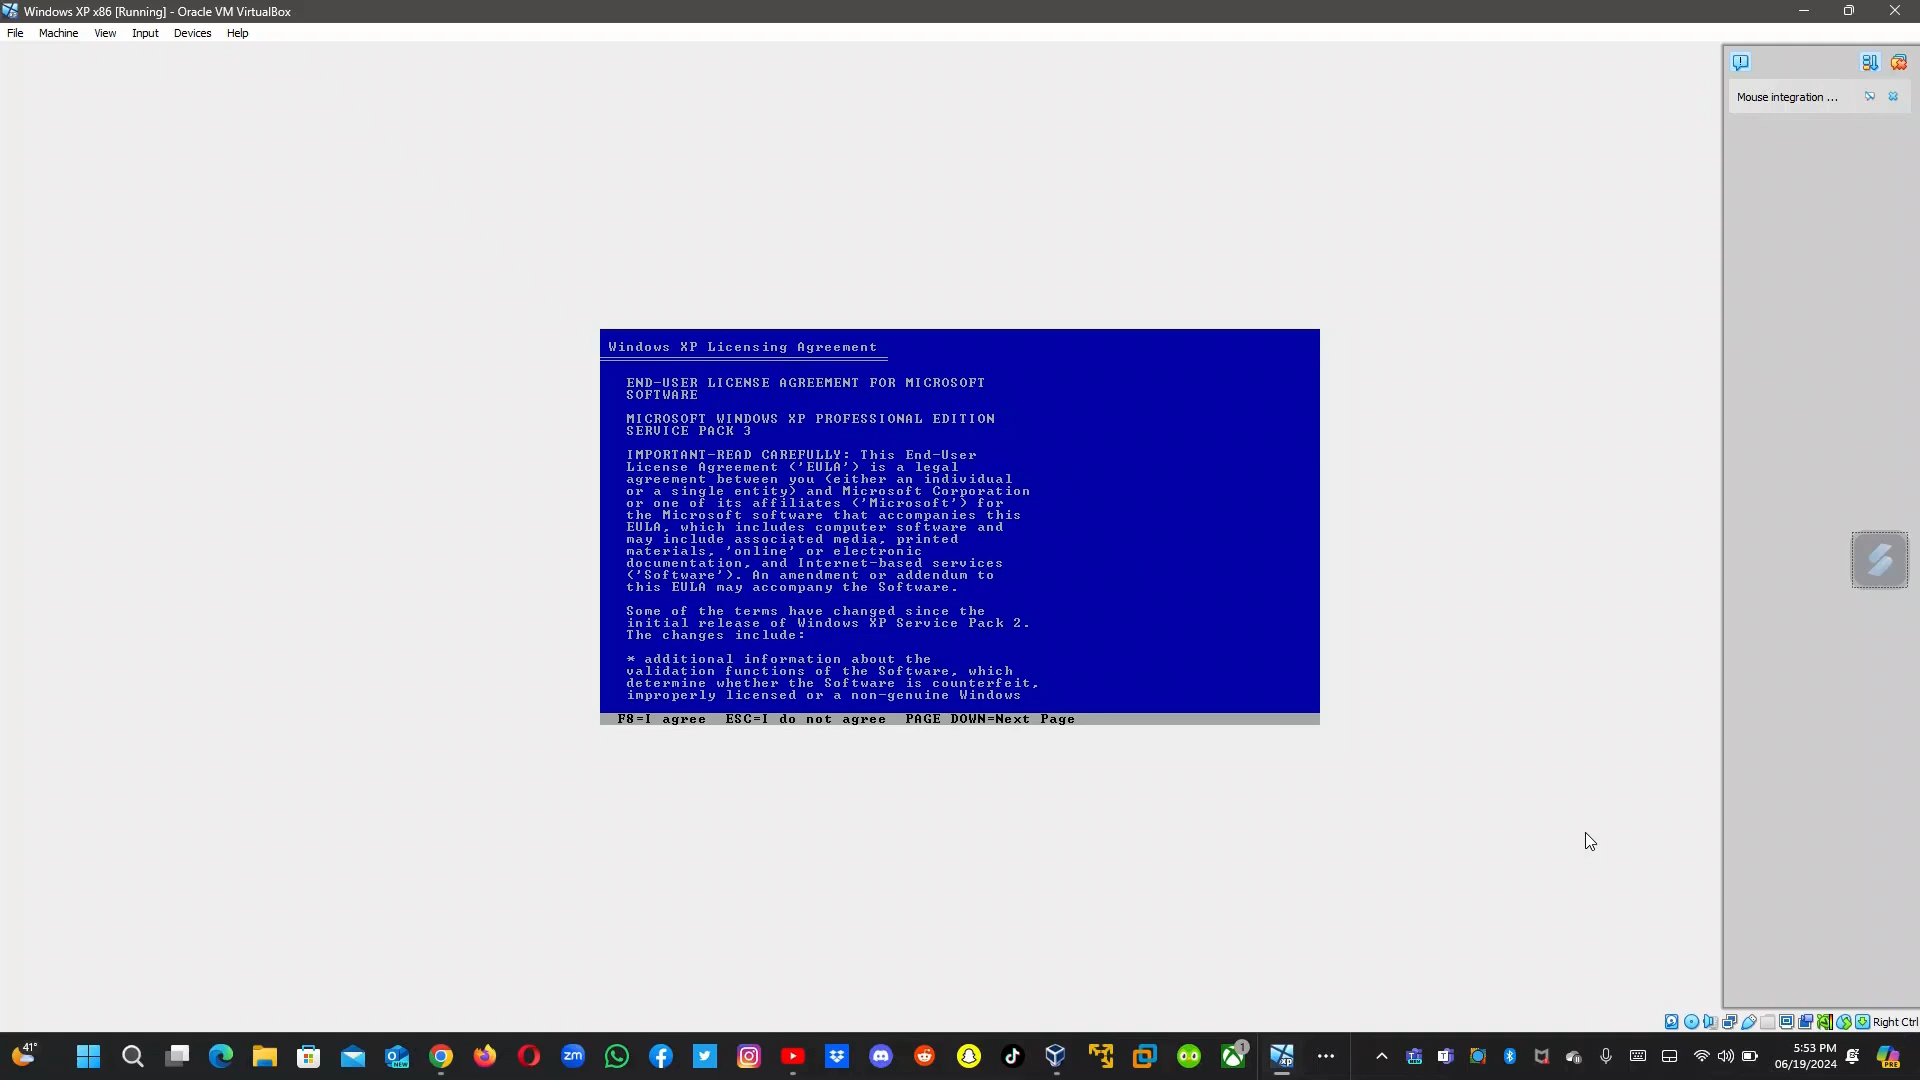 Windows XP x86 [Running] - Oracle VM VirtualBox
File Machine View Input Devices Help
Mouse integration ...
Windows XP Licensing Agreement
END-USER LICENSE AGREEMENT FOR MICROSOFT
SOFTWARE
MICROSOFT WINDOWS XP PROFESSIONAL EDITION
SERVICE PACK 3
IMPORTANT-READ CAREFULLY: This End-User
License Agreement ('EULA') is a legal
agreement between you (either an individual
or a single entity) and Microsoft Corporation
or one of its affiliates ('Microsoft') for
the Microsoft software that accompanies this
EULA, which includes computer software and
may include associated media, printed
materials, 'online' or electronic
documentation, and Internet-based services
('Software'). An amendment or addendum to
this EULA may accompany the Software.
Some of the terms have changed since the
initial release of Windows XP Service Pack 2.
The changes include:
* additional information about the
validation functions of the Software, which
determine whether the Software is counterfeit,
improperly licensed or a non-genuine Windows
F8=I agree ESC=I do not agree PAGE DOWN=Next Page
Right Ctrl
41°
NEW
zm
xp
1
5:53 PM
06/19/2024
PRE